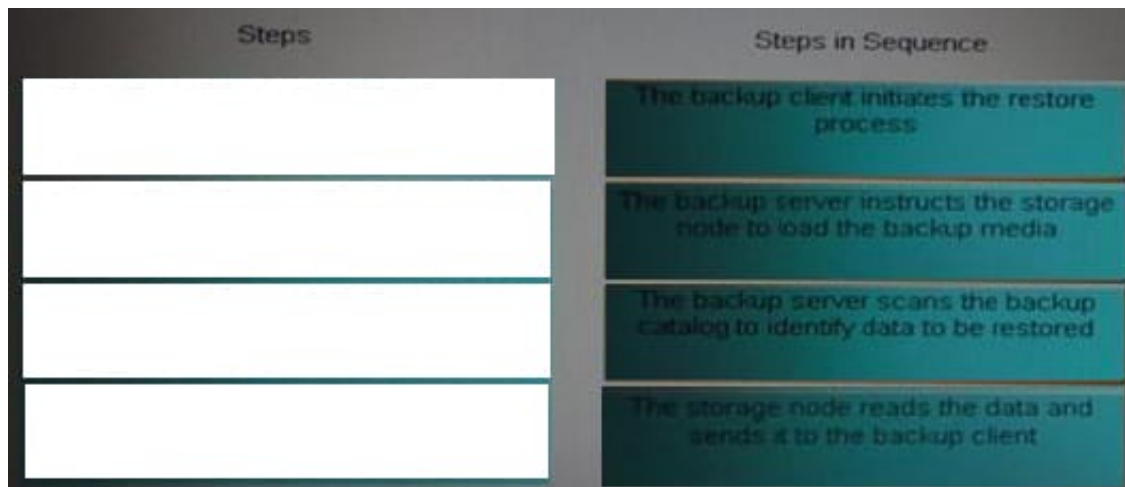 Steps
Steps in Sequence
The backup client initiates the restore
process
The backup server instructs the storage
node to load the backup media
The backup server scans the backup
catalog to identify data to be restored
The storage node reads the data and
sends it to the backup client